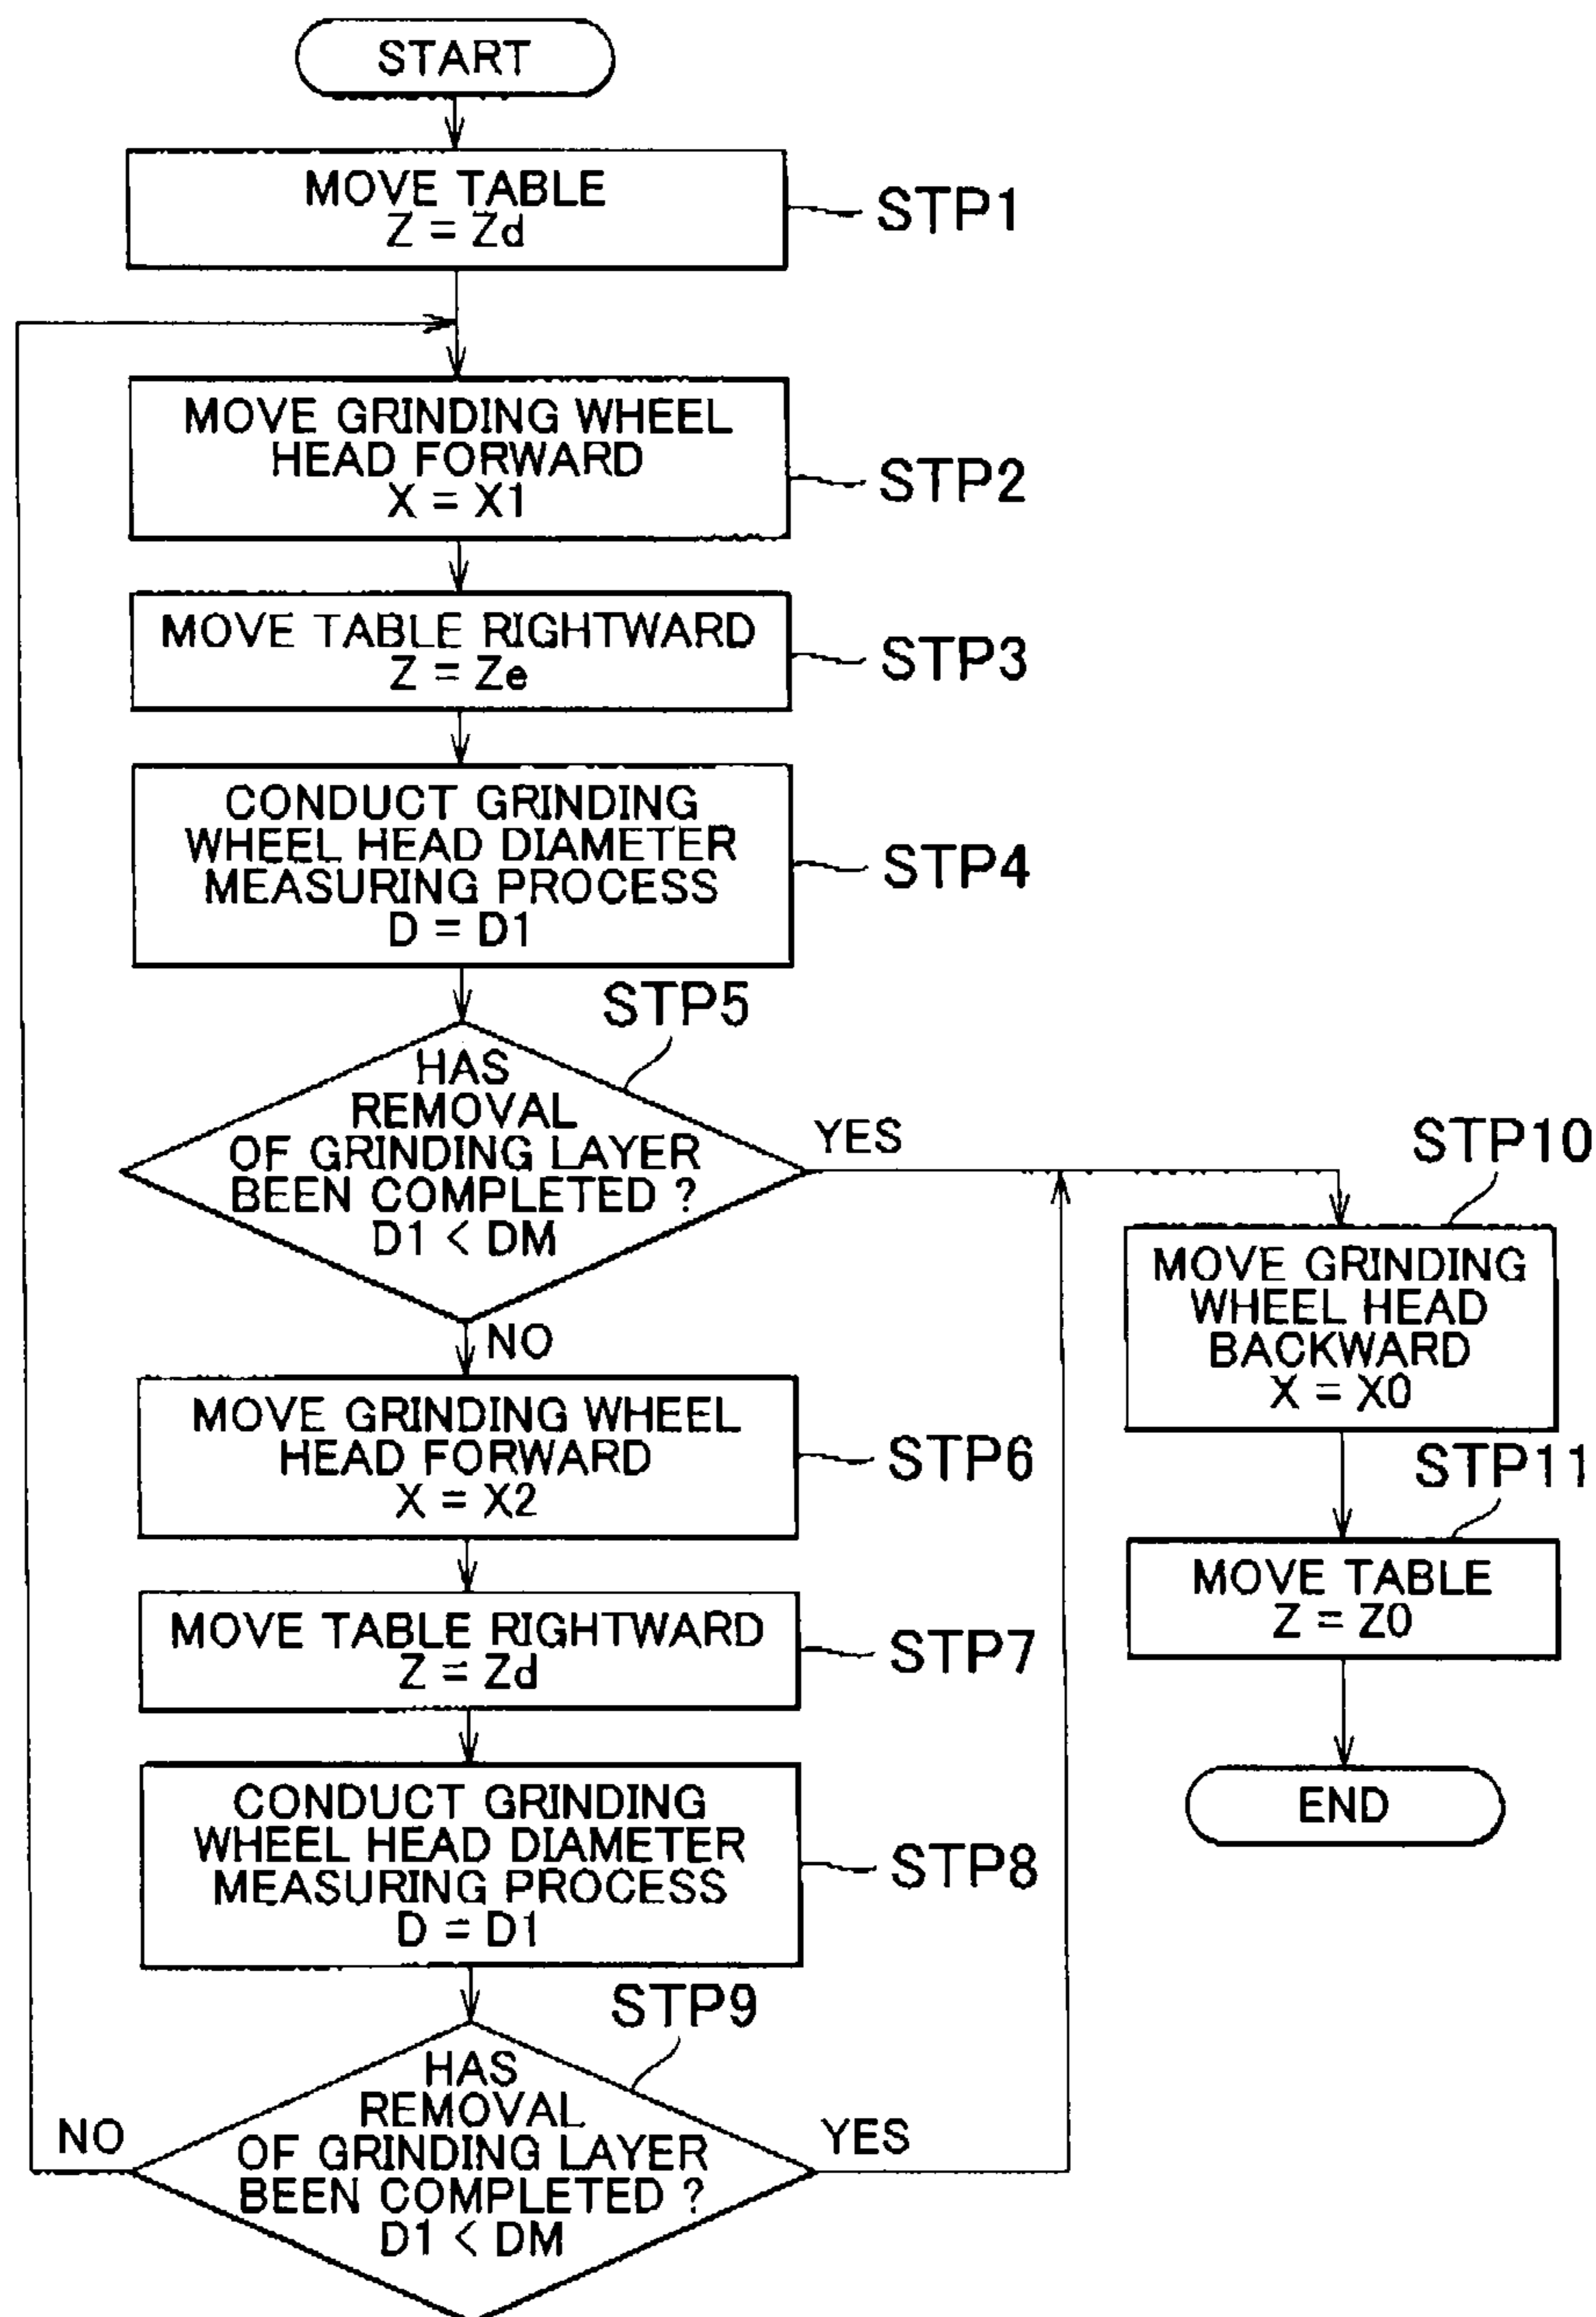 START
MOVE TABLE
Z = Zd
STP1
MOVE GRINDING WHEEL
HEAD FORWARD
X = X1
STP2
MOVE TABLE RIGHTWARD
Z = Ze
STP3
CONDUCT GRINDING
WHEEL HEAD DIAMETER
MEASURING PROCESS
D = D1
STP4
STP5
HAS
REMOVAL
OF GRINDING LAYER
BEEN COMPLETED ?
D1 < DM
YES
NO
MOVE GRINDING WHEEL
HEAD FORWARD
X = X2
STP6
MOVE TABLE RIGHTWARD
Z = Zd
STP7
CONDUCT GRINDING
WHEEL HEAD DIAMETER
MEASURING PROCESS
D = D1
STP8
STP9
HAS
REMOVAL
OF GRINDING LAYER
BEEN COMPLETED ?
D1 < DM
NO
YES
STP10
MOVE GRINDING
WHEEL HEAD
BACKWARD
X = X0
STP11
MOVE TABLE
Z = Z0
END